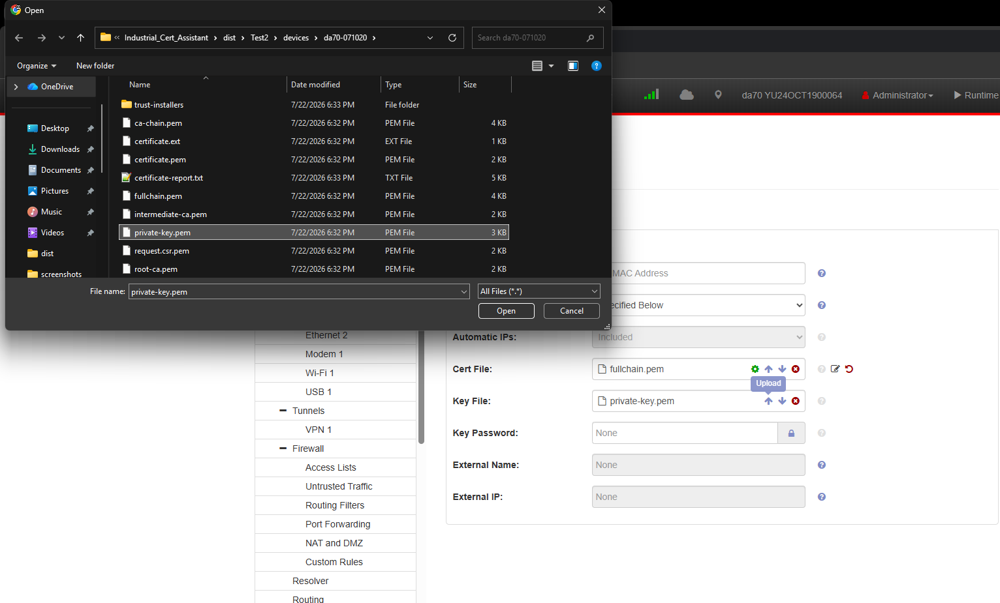 Open
Industrial_Cert_Assistant › dist › Test2 › devices › da70-071020 ›
Search da70-071020
Organize
New folder
Name
Date modified
Type
Size
OneDrive
Desktop
Downloads
Documents
Pictures
Music
Videos
dist
screenshots
trust-installers 7/22/2026 6:33 PM File folder
ca-chain.pem 7/22/2026 6:32 PM PEM File 4 KB
certificate.ext 7/22/2026 6:32 PM EXT File 1 KB
certificate.pem 7/22/2026 6:32 PM PEM File 2 KB
certificate-report.txt 7/22/2026 6:33 PM TXT File 5 KB
fullchain.pem 7/22/2026 6:32 PM PEM File 4 KB
intermediate-ca.pem 7/22/2026 6:32 PM PEM File 2 KB
private-key.pem 7/22/2026 6:32 PM PEM File 3 KB
request.csr.pem 7/22/2026 6:32 PM PEM File 2 KB
root-ca.pem 7/22/2026 6:32 PM PEM File 2 KB
File name: private-key.pem
All Files (*.*)
Open
Cancel
da70 YU24OCT1900064
Administrator
Runtime
MAC Address
ecified Below
Ethernet 2
Modem 1
Wi-Fi 1
USB 1
Tunnels
VPN 1
Firewall
Access Lists
Untrusted Traffic
Routing Filters
Port Forwarding
NAT and DMZ
Custom Rules
Resolver
Routing
Automatic IPs: Included
Cert File: fullchain.pem
Upload
Key File: private-key.pem
Key Password: None
External Name: None
External IP: None